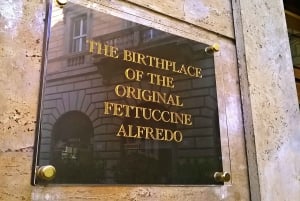 THE BIRTHPLACE
OF THE
ORIGINAL
FETTUCCINE
ALFREDO